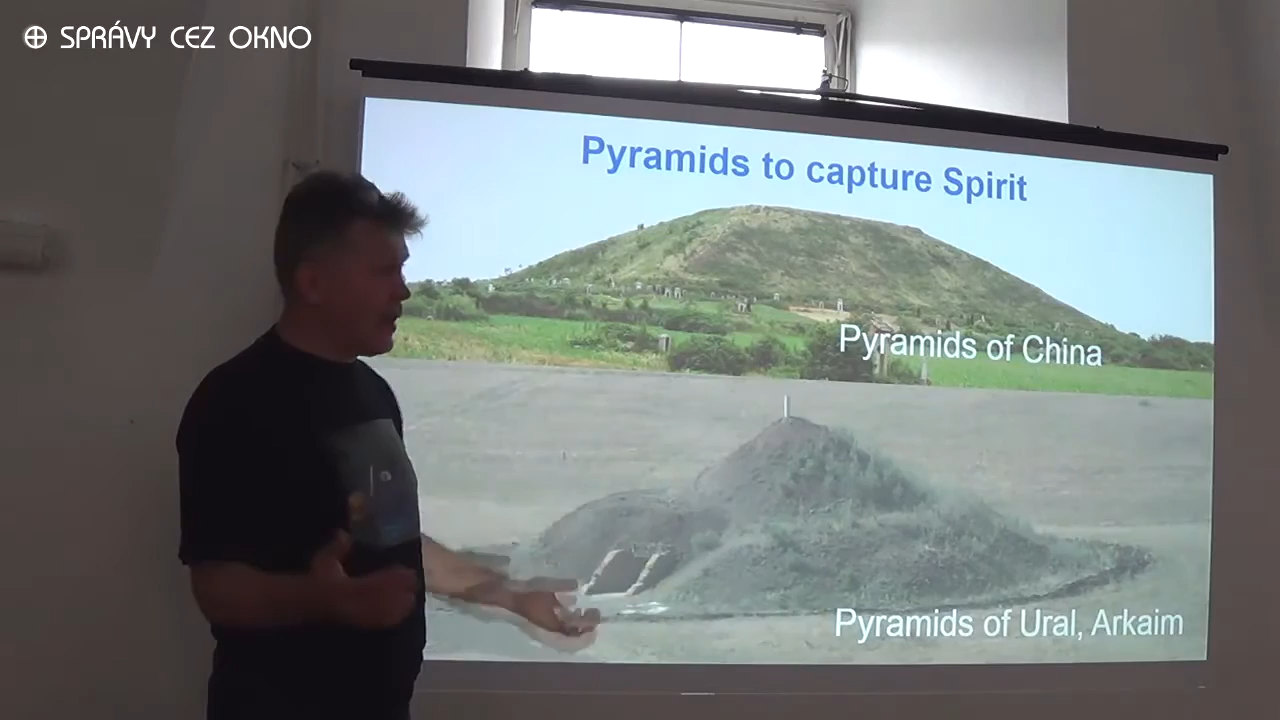 SPRÁVY CEZ OKNO
Pyramids to capture Spirit
Pyramids of China
Pyramids of Ural, Arkaim